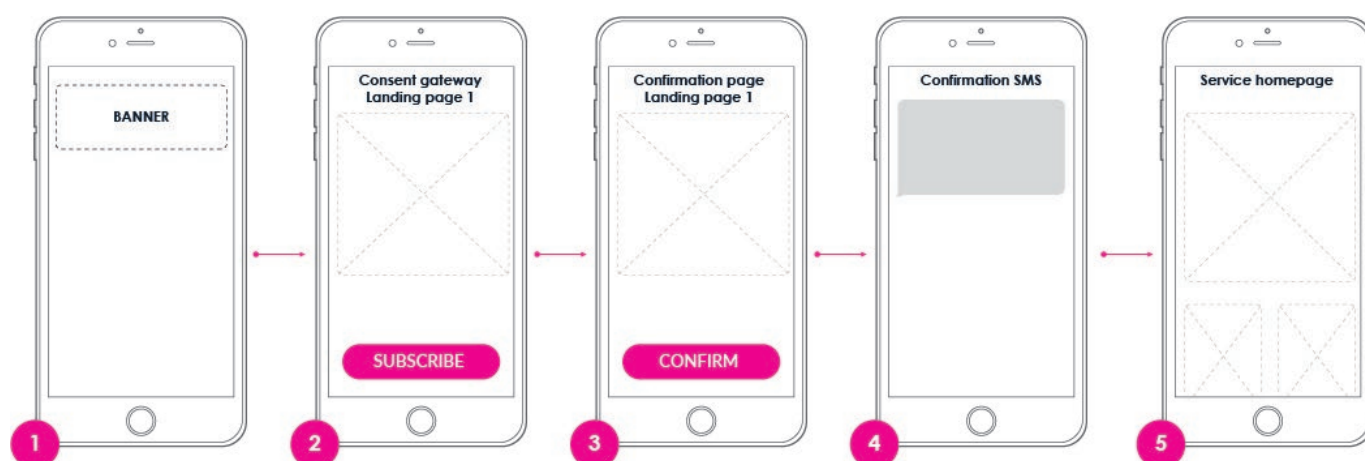 BANNER
1
Consent gateway
Landing page 1
SUBSCRIBE
2
Confirmation page
Landing page 1
CONFIRM
3
Confirmation SMS
4
Service homepage
5